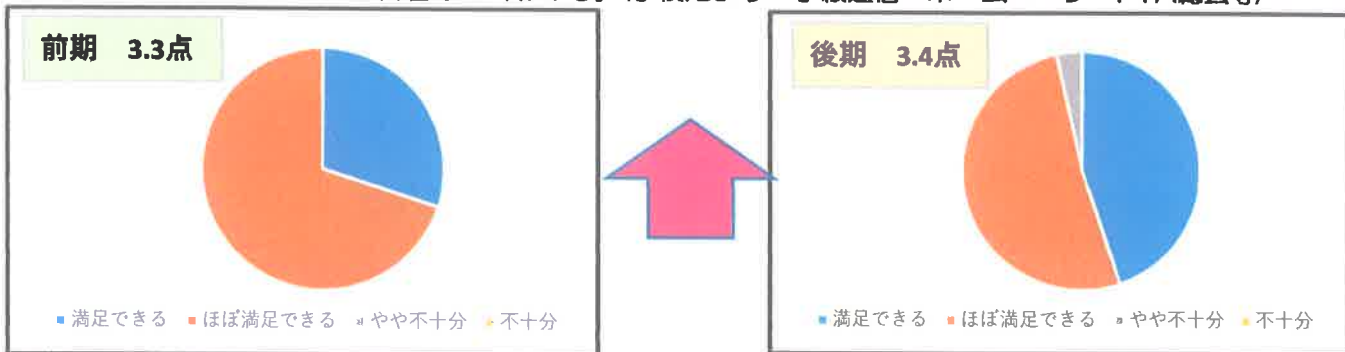 前期 3.3点
後期 3.4点
満足できる ほぼ満足できる やや不十分 不十分
満足できる ほぼ満足できる やや不十分 不十分